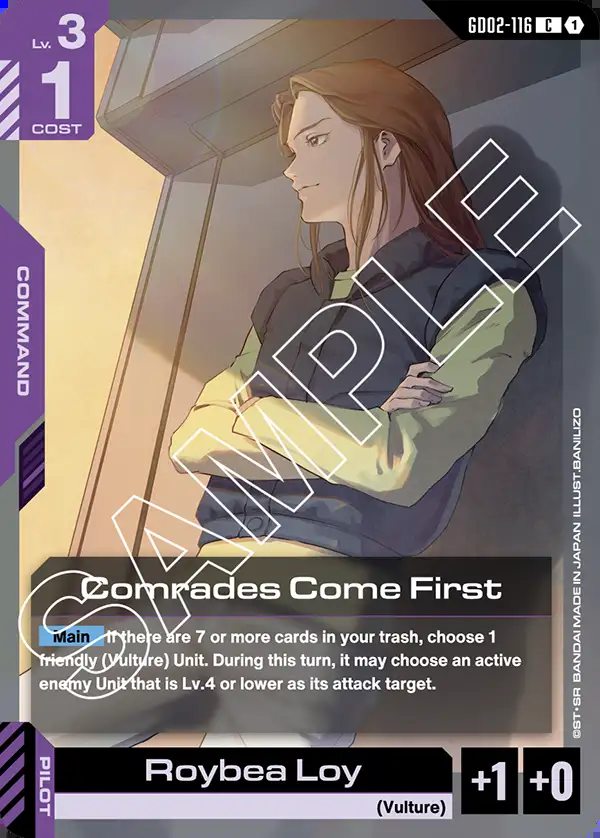 GD02-116 C 1
Lv. 3
1
COST
COMMAND
SAMPLE
Comrades Come First
Main If there are 7 or more cards in your trash, choose 1
friendly (Vulture) Unit. During this turn, it may choose an active
enemy Unit that is Lv.4 or lower as its attack target.
©ST・SR BANDAI MADE IN JAPAN ILLUST.BANILIZO
PILOT
Roybea Loy
(Vulture)
+1 +0